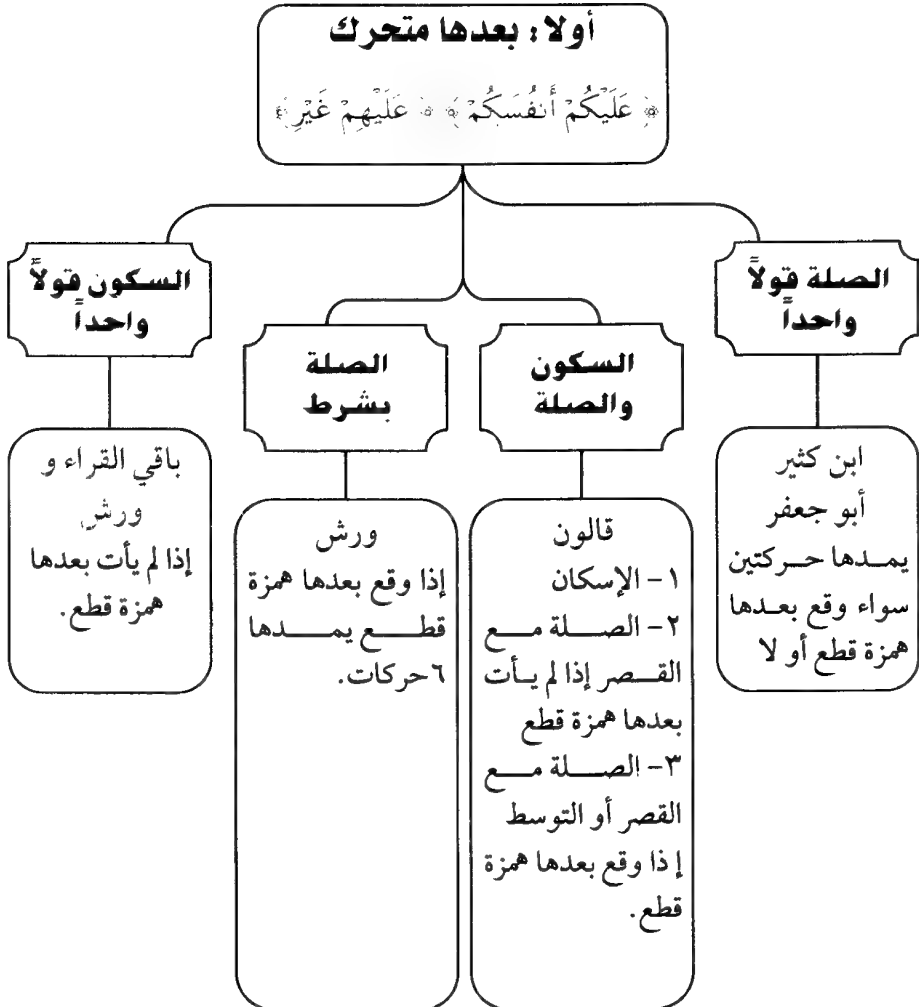 أولا : بعدها متحرك
﴿ عَلَيْكُمْ أَنفُسَكُمْ ﴾ ﴿ عَلَيْهِمْ غَيْرِ ﴾
الصلة قولاً
واحداً
ابن كثير
أبو جعفر
يمدها حركتين
سواء وقع بعدها
همزة قطع أو لا
السكون
والصلة
قالون
١- الإسكان
٢- الصلة مع
القصر إذا لم يأت
بعدها همزة قطع
٣- الصلة مع
القصر أو التوسط
إذا وقع بعدها همزة
قطع.
الصلة
بشرط
ورش
إذا وقع بعدها همزة
قطع يمدها
٦ حركات.
السكون قولاً
واحداً
باقي القراء و
ورش
إذا لم يأت بعدها
همزة قطع.